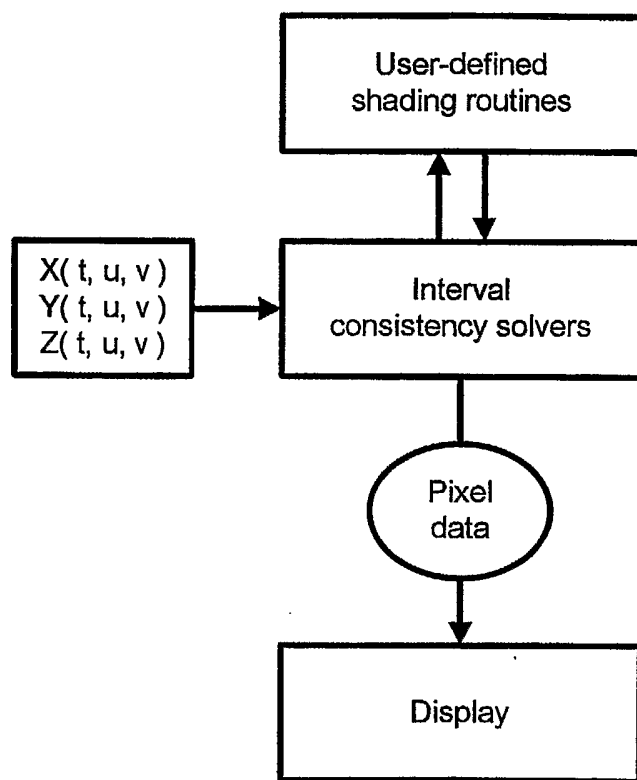 User-defined
shading routines
X( t, u, v )
Y( t, u, v )
Z( t, u, v )
Interval
consistency solvers
Pixel
data
Display